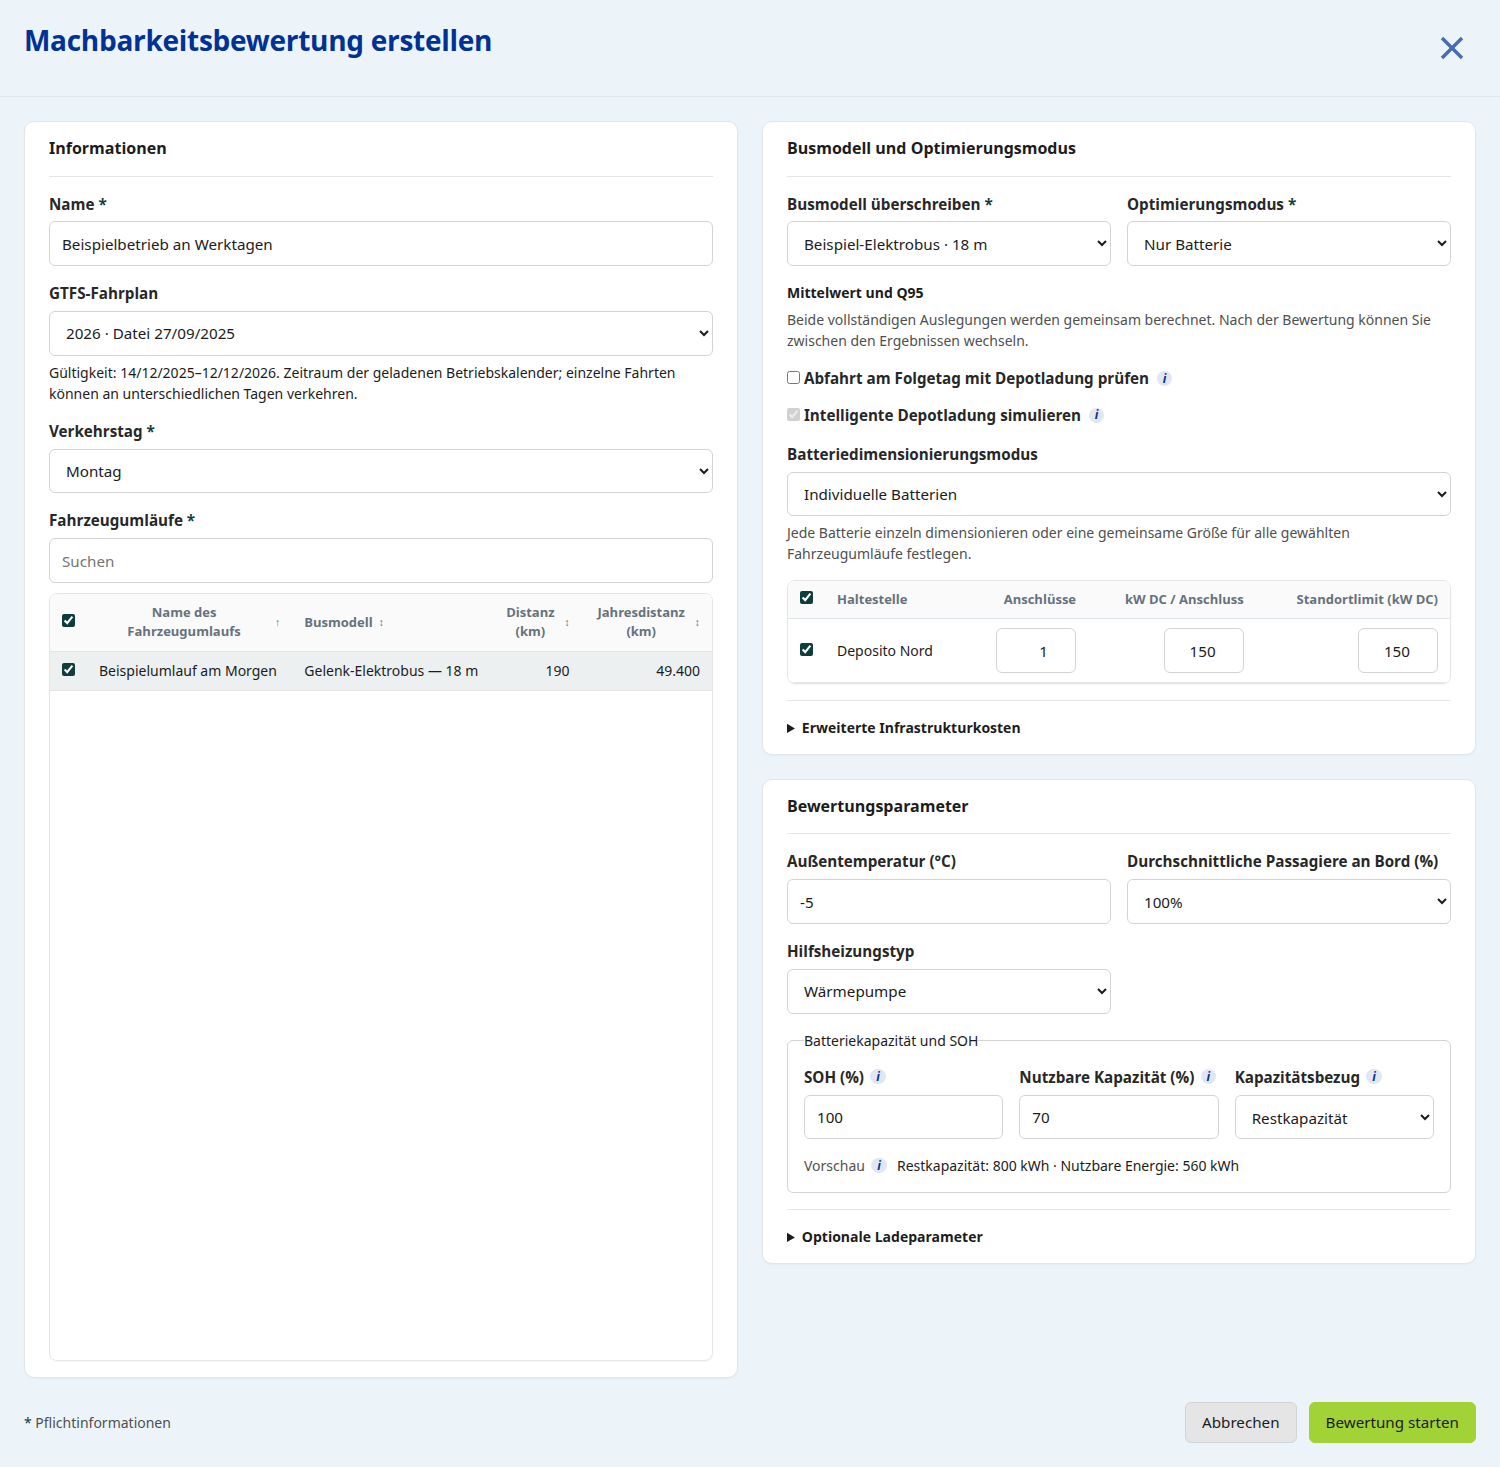 Machbarkeitsbewertung erstellen
Informationen
Name *
Beispielbetrieb an Werktagen
GTFS-Fahrplan
2026 · Datei 27/09/2025
Gültigkeit: 14/12/2025–12/12/2026. Zeitraum der geladenen Betriebskalender; einzelne Fahrten
können an unterschiedlichen Tagen verkehren.
Verkehrstag *
Montag
Fahrzeugumläufe *
Suchen
Name des Fahrzeugumlaufs ↑ Busmodell ↕ Distanz (km) ↕ Jahresdistanz (km) ↕
Beispielumlauf am Morgen Gelenk-Elektrobus — 18 m 190 49.400
Busmodell und Optimierungsmodus
Busmodell überschreiben * Optimierungsmodus *
Beispiel-Elektrobus · 18 m Nur Batterie
Mittelwert und Q95
Beide vollständigen Auslegungen werden gemeinsam berechnet. Nach der Bewertung können Sie
zwischen den Ergebnissen wechseln.
Abfahrt am Folgetag mit Depotladung prüfen i
Intelligente Depotladung simulieren i
Batteriedimensionierungsmodus
Individuelle Batterien
Jede Batterie einzeln dimensionieren oder eine gemeinsame Größe für alle gewählten
Fahrzeugumläufe festlegen.
Haltestelle Anschlüsse kW DC / Anschluss Standortlimit (kW DC)
Deposito Nord 1 150 150
▶ Erweiterte Infrastrukturkosten
Bewertungsparameter
Außentemperatur (°C) Durchschnittliche Passagiere an Bord (%)
-5 100%
Hilfsheizungstyp
Wärmepumpe
Batteriekapazität und SOH
SOH (%) i Nutzbare Kapazität (%) i Kapazitätsbezug i
100 70 Restkapazität
Vorschau i Restkapazität: 800 kWh · Nutzbare Energie: 560 kWh
▶ Optionale Ladeparameter
* Pflichtinformationen
Abbrechen Bewertung starten